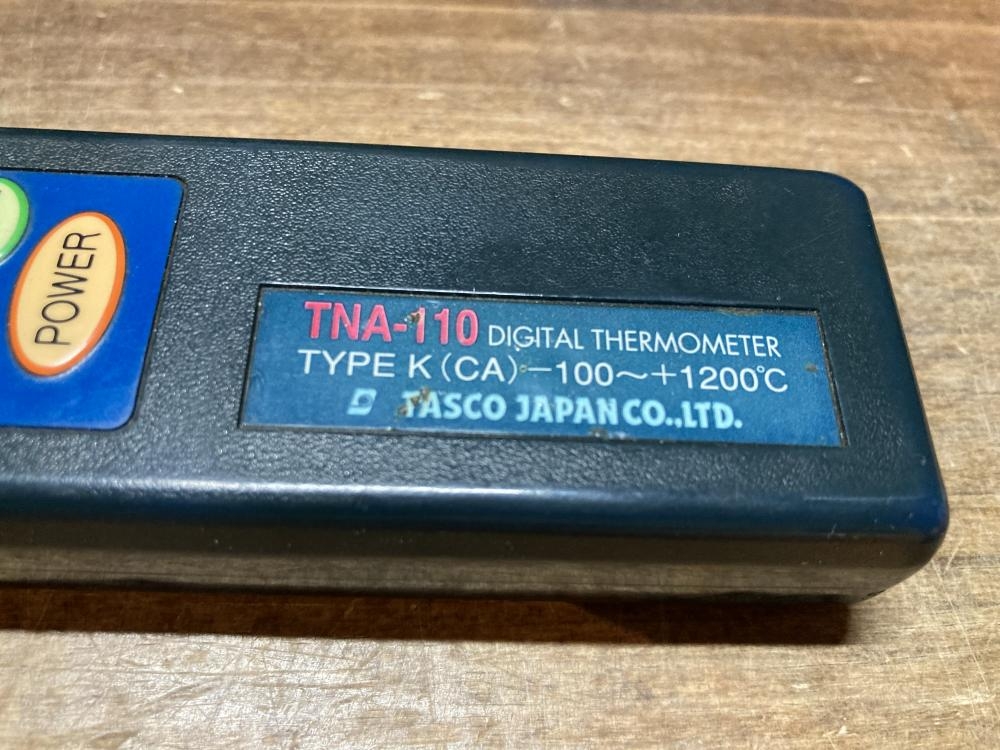 POWER
TNA-110 DIGITAL THERMOMETER
TYPE K (CA) -100～+1200℃
TASCO JAPAN CO.,LTD.